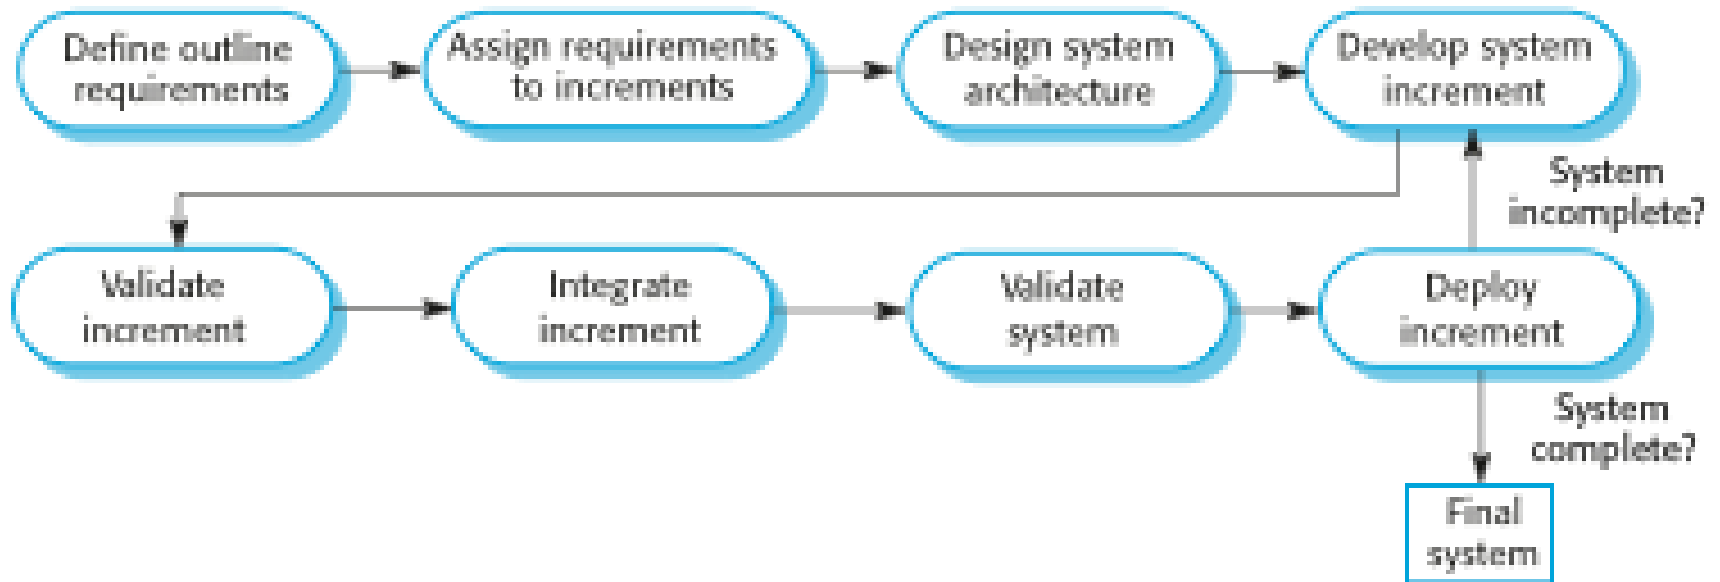 Define outline
requirements
Assign requirements
to increments
Design system
architecture
Develop system
increment
System
incomplete?
Validate
increment
Integrate
increment
Validate
system
Deploy
increment
System
complete?
Final
system